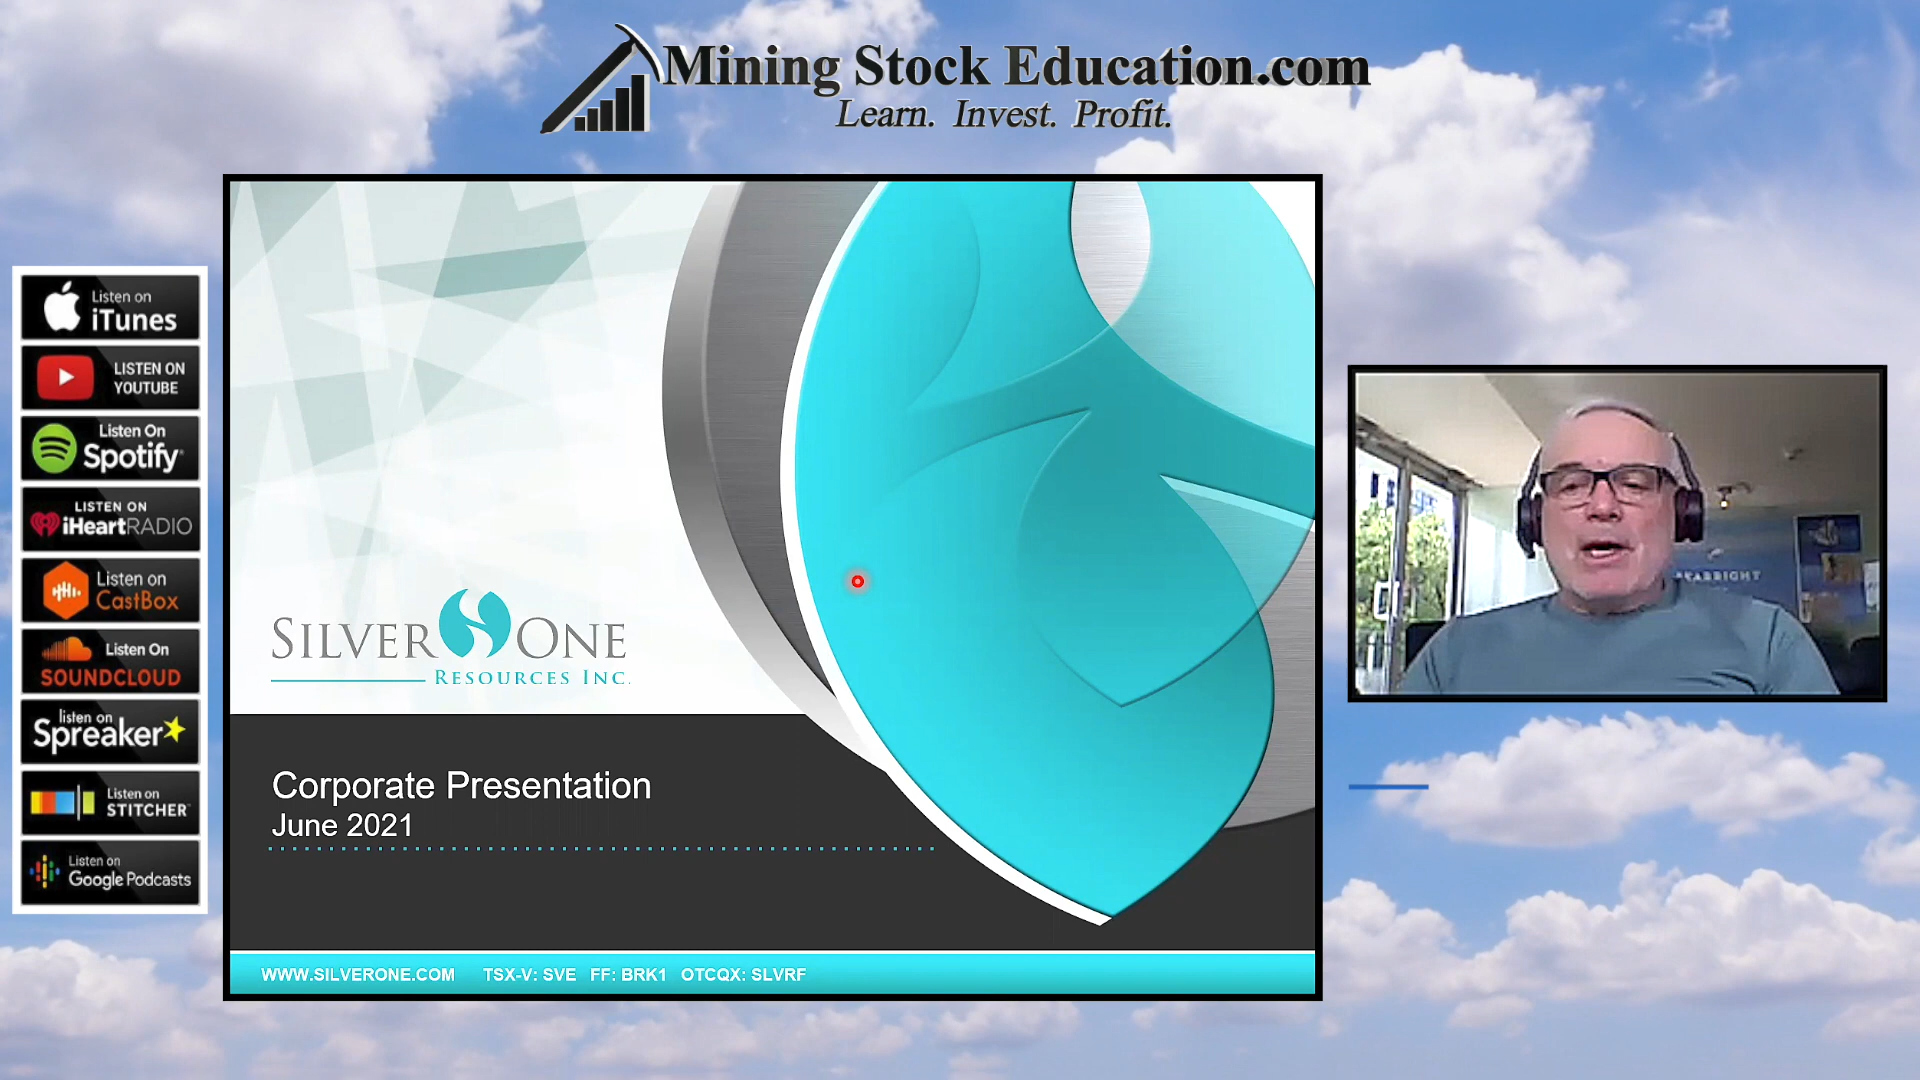 Mining Stock Education.com
Learn. Invest. Profit.
Listen on
iTunes
LISTEN ON
YOUTUBE
Listen On
Spotify
LISTEN ON
iHeartRADIO
Listen on
CastBox
Listen On
SOUNDCLOUD
listen on
Spreaker
Listen on
STITCHER
Listen on
Google Podcasts
SILVER ONE
RESOURCES INC.
Corporate Presentation
June 2021
WWW.SILVERONE.COM TSX-V: SVE FF: BRK1 OTCQX: SLVRF